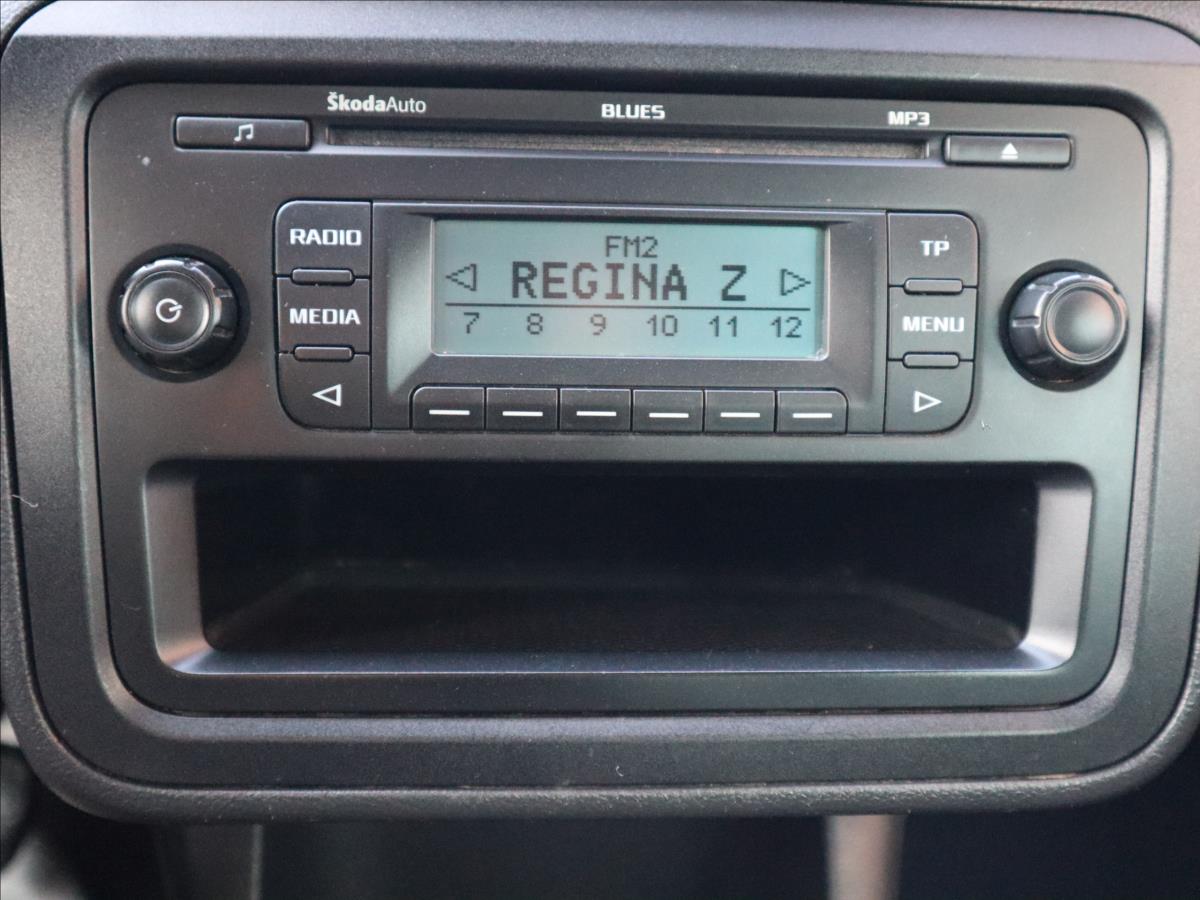 ŠkodaAuto
BLUES
MP3
RADIO
MEDIA
FM2
REGINA Z
7 8 9 10 11 12
TP
MENU